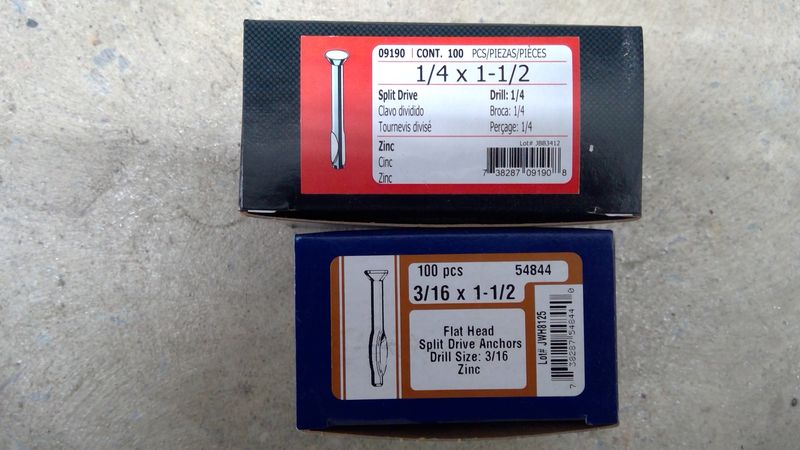 09190 | CONT. 100 PCS/PIEZAS/PIÈCES
1/4 x 1-1/2
Split Drive Drill: 1/4
Clavo dividido Broca: 1/4
Tournevis divisé Perçage: 1/4
Zinc
Cinc
Zinc
Lot# JBB3412
7 38287 09190 8
100 pcs 54844
3/16 x 1-1/2
Flat Head
Split Drive Anchors
Drill Size: 3/16
Zinc
Lot# JWH8125
7 38287 54844 0